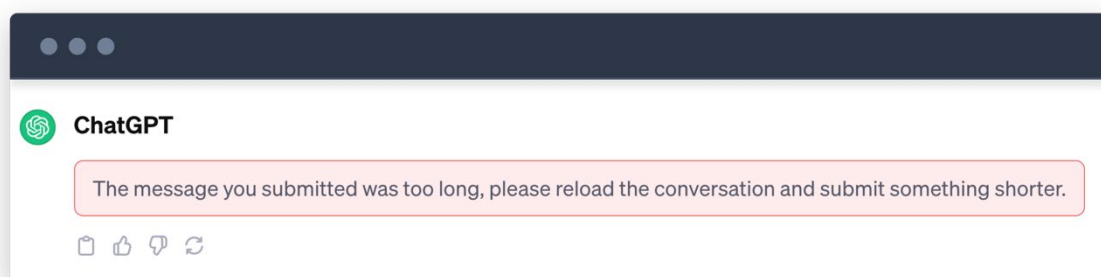 ChatGPT
The message you submitted was too long, please reload the conversation and submit something shorter.